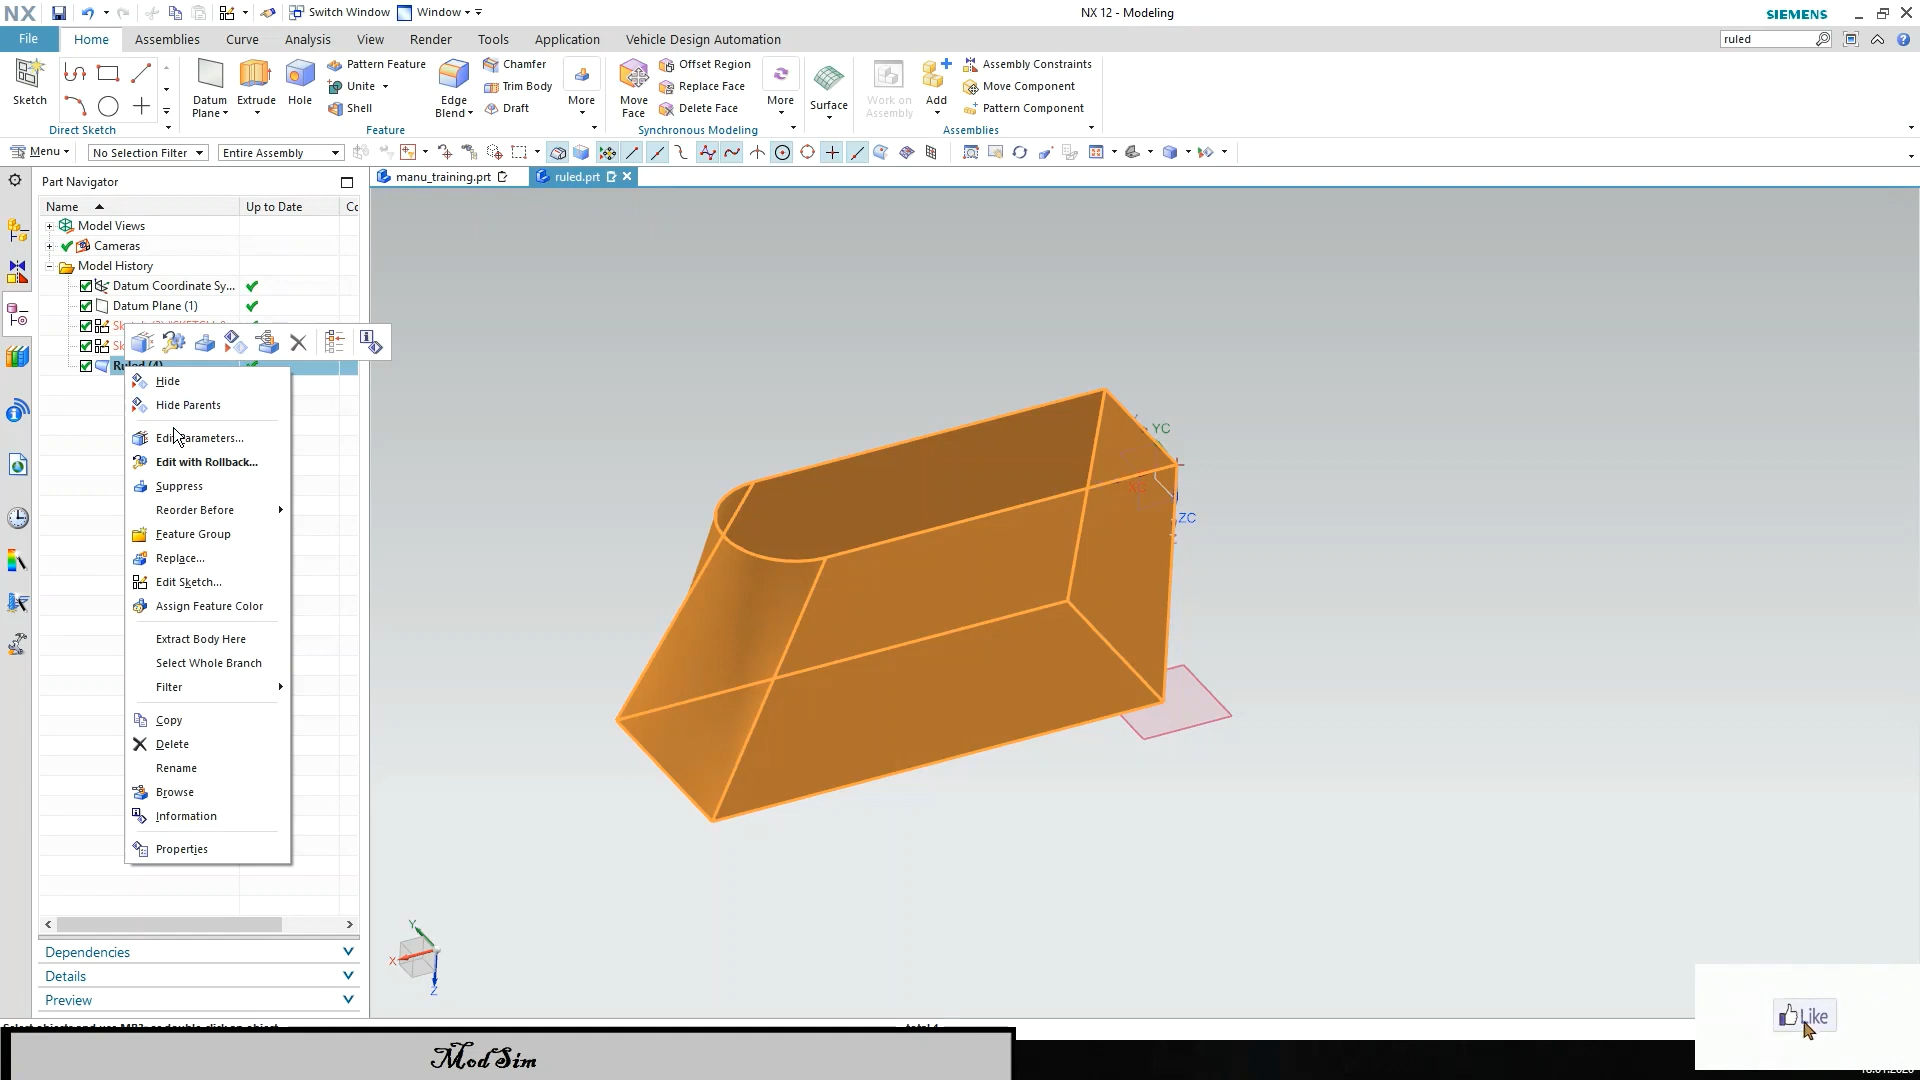 NX
Switch Window
Window
NX 12 - Modeling
SIEMENS
File
Home
Assemblies
Curve
Analysis
View
Render
Tools
Application
Vehicle Design Automation
ruled
Sketch
Direct Sketch
Datum
Plane
Extrude
Hole
Pattern Feature
Unite
Shell
Edge
Blend
Chamfer
Trim Body
Draft
More
Feature
Move
Face
Offset Region
Replace Face
Delete Face
More
Synchronous Modeling
Surface
Work on
Assembly
Add
Assembly Constraints
Move Component
Pattern Component
Assemblies
Menu
No Selection Filter
Entire Assembly
Part Navigator
manu_training.prt
ruled.prt
Name
Up to Date
Model Views
Cameras
Model History
Datum Coordinate Sy...
Datum Plane (1)
Ruled (4)
Hide
Hide Parents
Edit Parameters...
Edit with Rollback...
Suppress
Reorder Before
Feature Group
Replace...
Edit Sketch...
Assign Feature Color
Extract Body Here
Select Whole Branch
Filter
Copy
Delete
Rename
Browse
Information
Properties
YC
ZC
Y
X
Z
Dependencies
Details
Preview
Like
ModSim